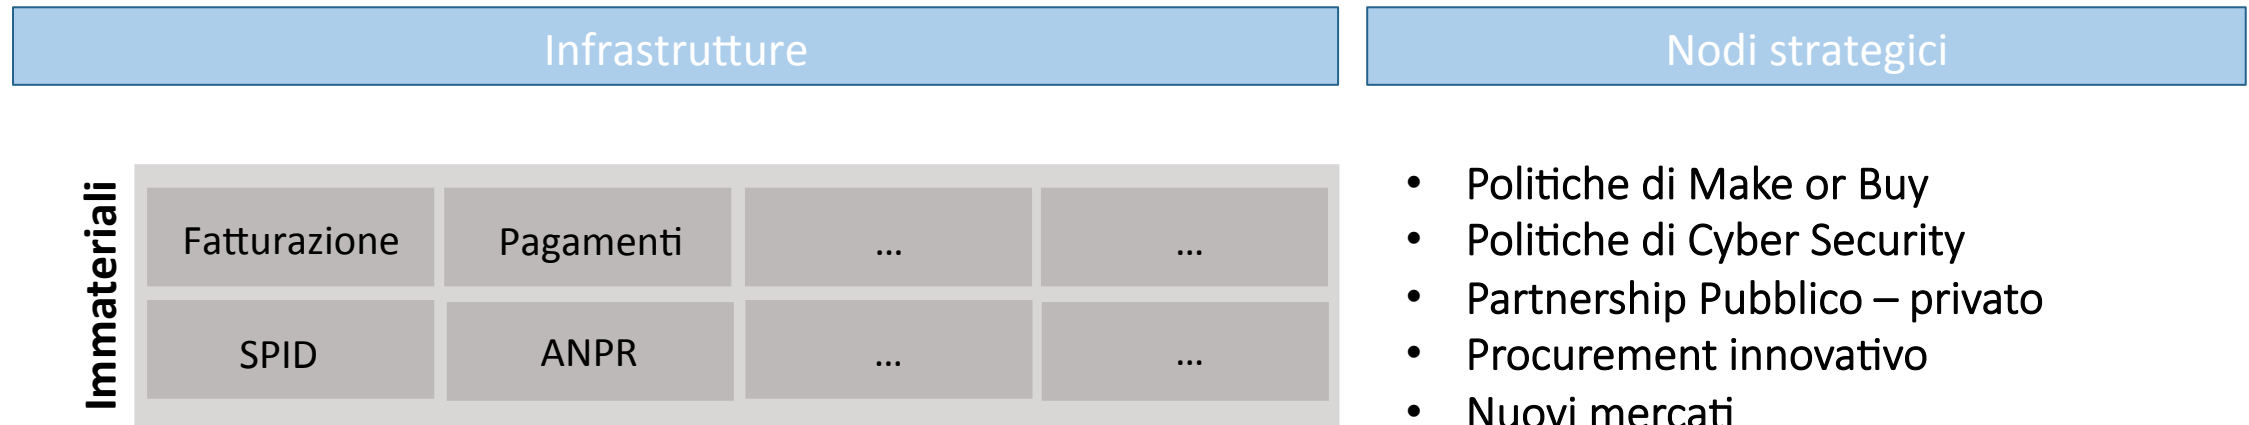 Infrastrutture
Nodi strategici
Immateriali
Fatturazione
Pagamenti
...
...
SPID
ANPR
...
...
• Politiche di Make or Buy
• Politiche di Cyber Security
• Partnership Pubblico – privato
• Procurement innovativo
• Nuovi mercati